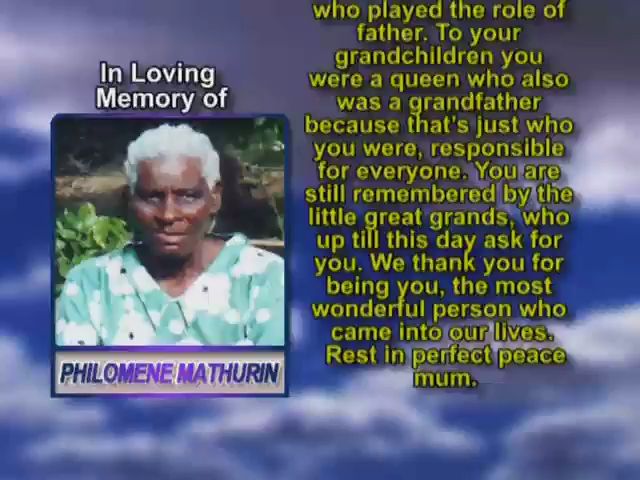 In Loving
Memory of
PHILOMENE MATHURIN
who played the role of
father. To your
grandchildren you
were a queen who also
was a grandfather
because that's just who
you were, responsible
for everyone. You are
still remembered by the
little great grands, who
up till this day ask for
you. We thank you for
being you, the most
wonderful person who
came into our lives.
Rest in perfect peace
mum.